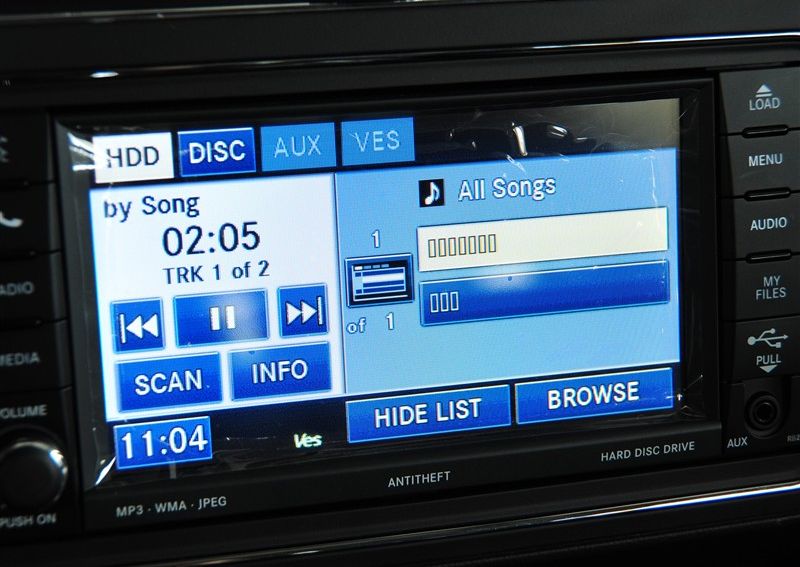 LOAD
HDD DISC AUX VES
MENU
by Song
All Songs
02:05
1
AUDIO
TRK 1 of 2
▯▯▯▯▯▯▯
MY
FILES
▯▯▯
of 1
PULL
SCAN INFO
MEDIA
VOLUME
HIDE LIST BROWSE
11:04
Ves
AUX
HARD DISC DRIVE
ANTITHEFT
MP3 · WMA · JPEG
PUSH ON